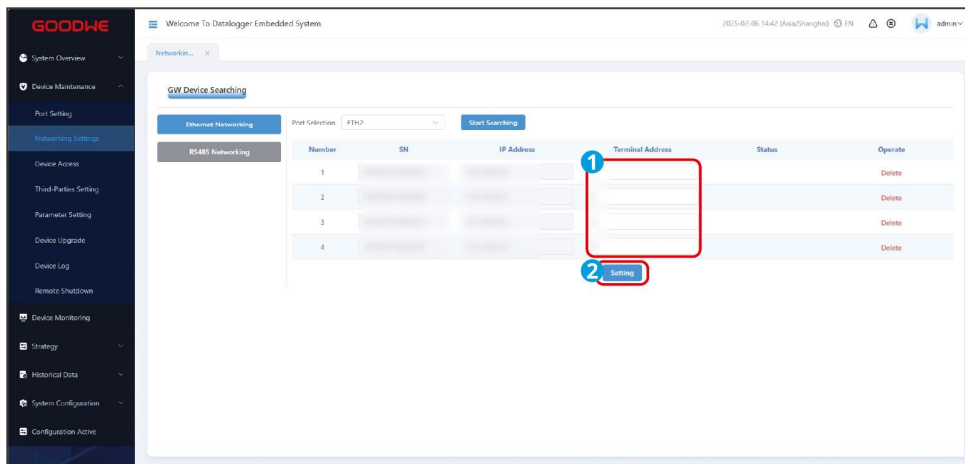 GOODWE
Welcome To Datalogger Embedded System
2025-02-06 14:42 (Asia/Shanghai) EN
admin
Networkin... ×
System Overview
Device Maintenance
Port Setting
Networking Settings
Device Access
Third-Parties Setting
Parameter Setting
Device Upgrade
Device Log
Remote Shutdown
Device Monitoring
Strategy
Historical Data
System Configuration
Configuration Active
GW Device Searching
Ethernet Networking
RS485 Networking
Port Selection ETH2 Start Searching
Number SN IP Address Terminal Address Status Operate
1
1 Delete
2 Delete
3 Delete
4 Delete
2 Setting